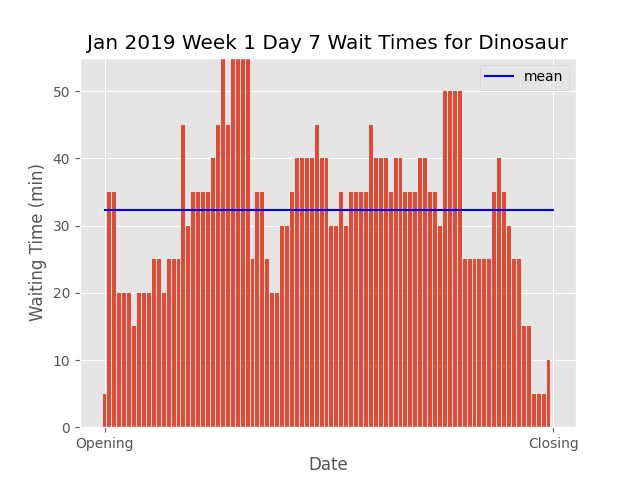 Jan 2019 Week 1 Day 7 Wait Times for Dinosaur
mean
50
40
30
20
10
0
Waiting Time (min)
Opening
Closing
Date